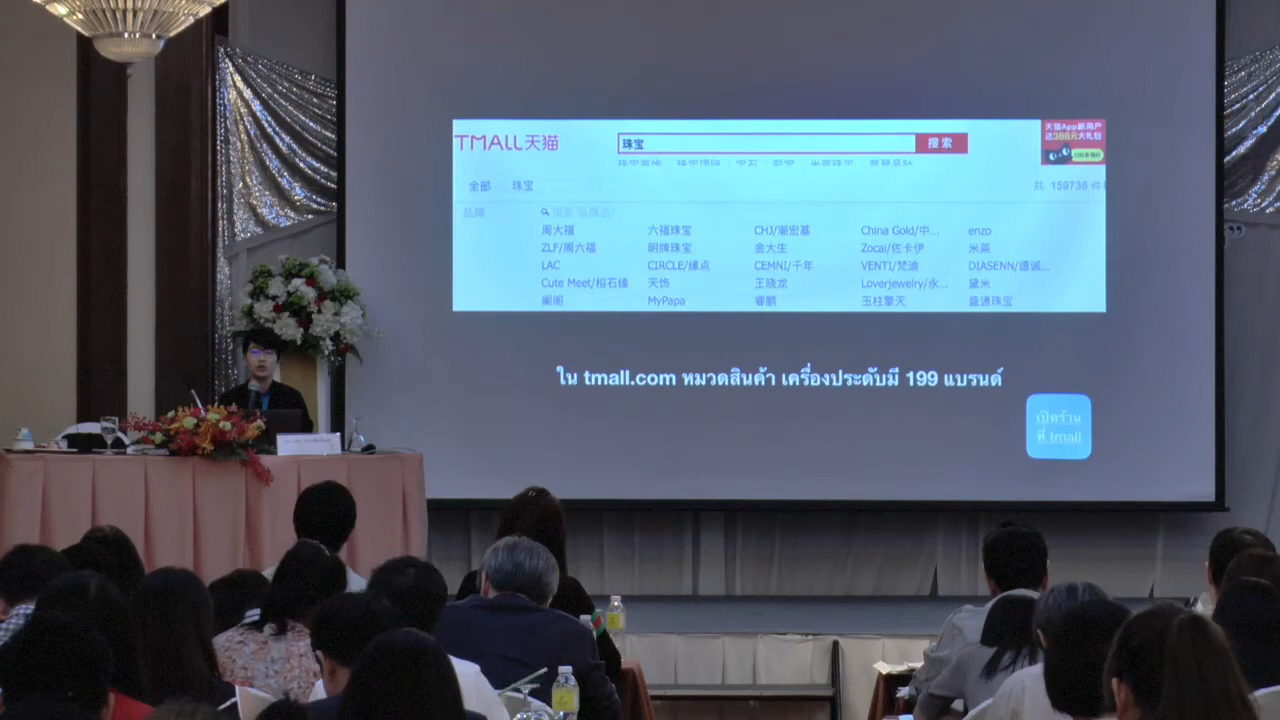 TMALL天猫
珠宝
搜索
天猫App新用户
送388元大礼包
全部 珠宝
共 159736 件
品牌
周大福 六福珠宝 CHJ/潮宏基 China Gold/中... enzo
ZLF/周六福 明牌珠宝 金大生 Zocai/佐卡伊 米莱
LAC CIRCLE/缘点 CEMNI/千年 VENTI/梵迪 DIASENN/德诚...
Cute Meet/相石缘 天饰 王晓龙 Loverjewelry/永... 黛米
阑阁 MyPapa 睿鹏 玉柱擎天 盛通珠宝
ใน tmall.com หมวดสินค้า เครื่องประดับมี 199 แบรนด์
เปิดร้าน
ที่ tmall